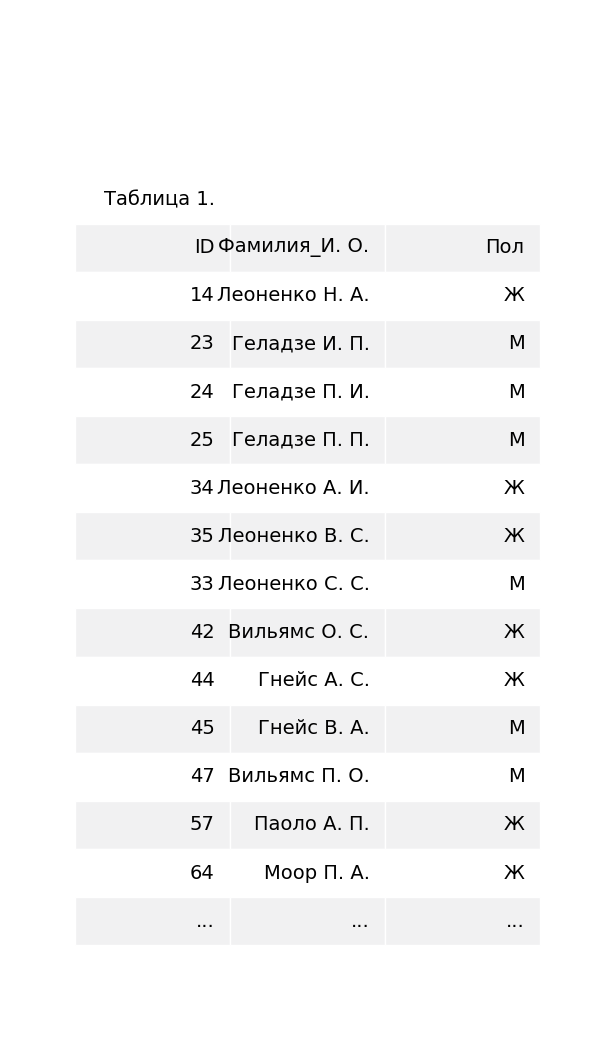 Таблица 1.
ID Фамилия_И. О. Пол
14 Леоненко Н. А. Ж
23 Геладзе И. П. М
24 Геладзе П. И. М
25 Геладзе П. П. М
34 Леоненко А. И. Ж
35 Леоненко В. С. Ж
33 Леоненко С. С. М
42 Вильямс О. С. Ж
44 Гнейс А. С. Ж
45 Гнейс В. А. М
47 Вильямс П. О. М
57 Паоло А. П. Ж
64 Моор П. А. Ж
... ... ...